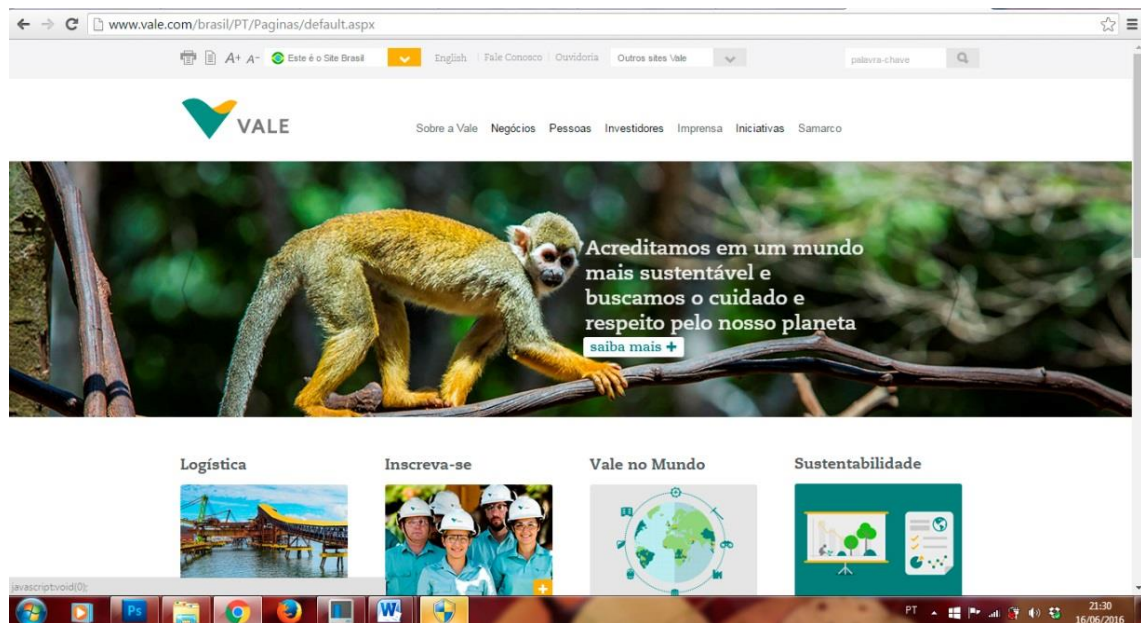 www.vale.com/brasil/PT/Paginas/default.aspx
A+ A- Este é o Site Brasil English Fale Conosco Ouvidoria Outros sites Vale palavra-chave
VALE
Sobre a Vale Negócios Pessoas Investidores Imprensa Iniciativas Samarco
Acreditamos em um mundo
mais sustentável e
buscamos o cuidado e
respeito pelo nosso planeta
saiba mais +
Logística Inscreva-se Vale no Mundo Sustentabilidade
javascript:void(0);
Ps W PT 21:30
16/06/2016